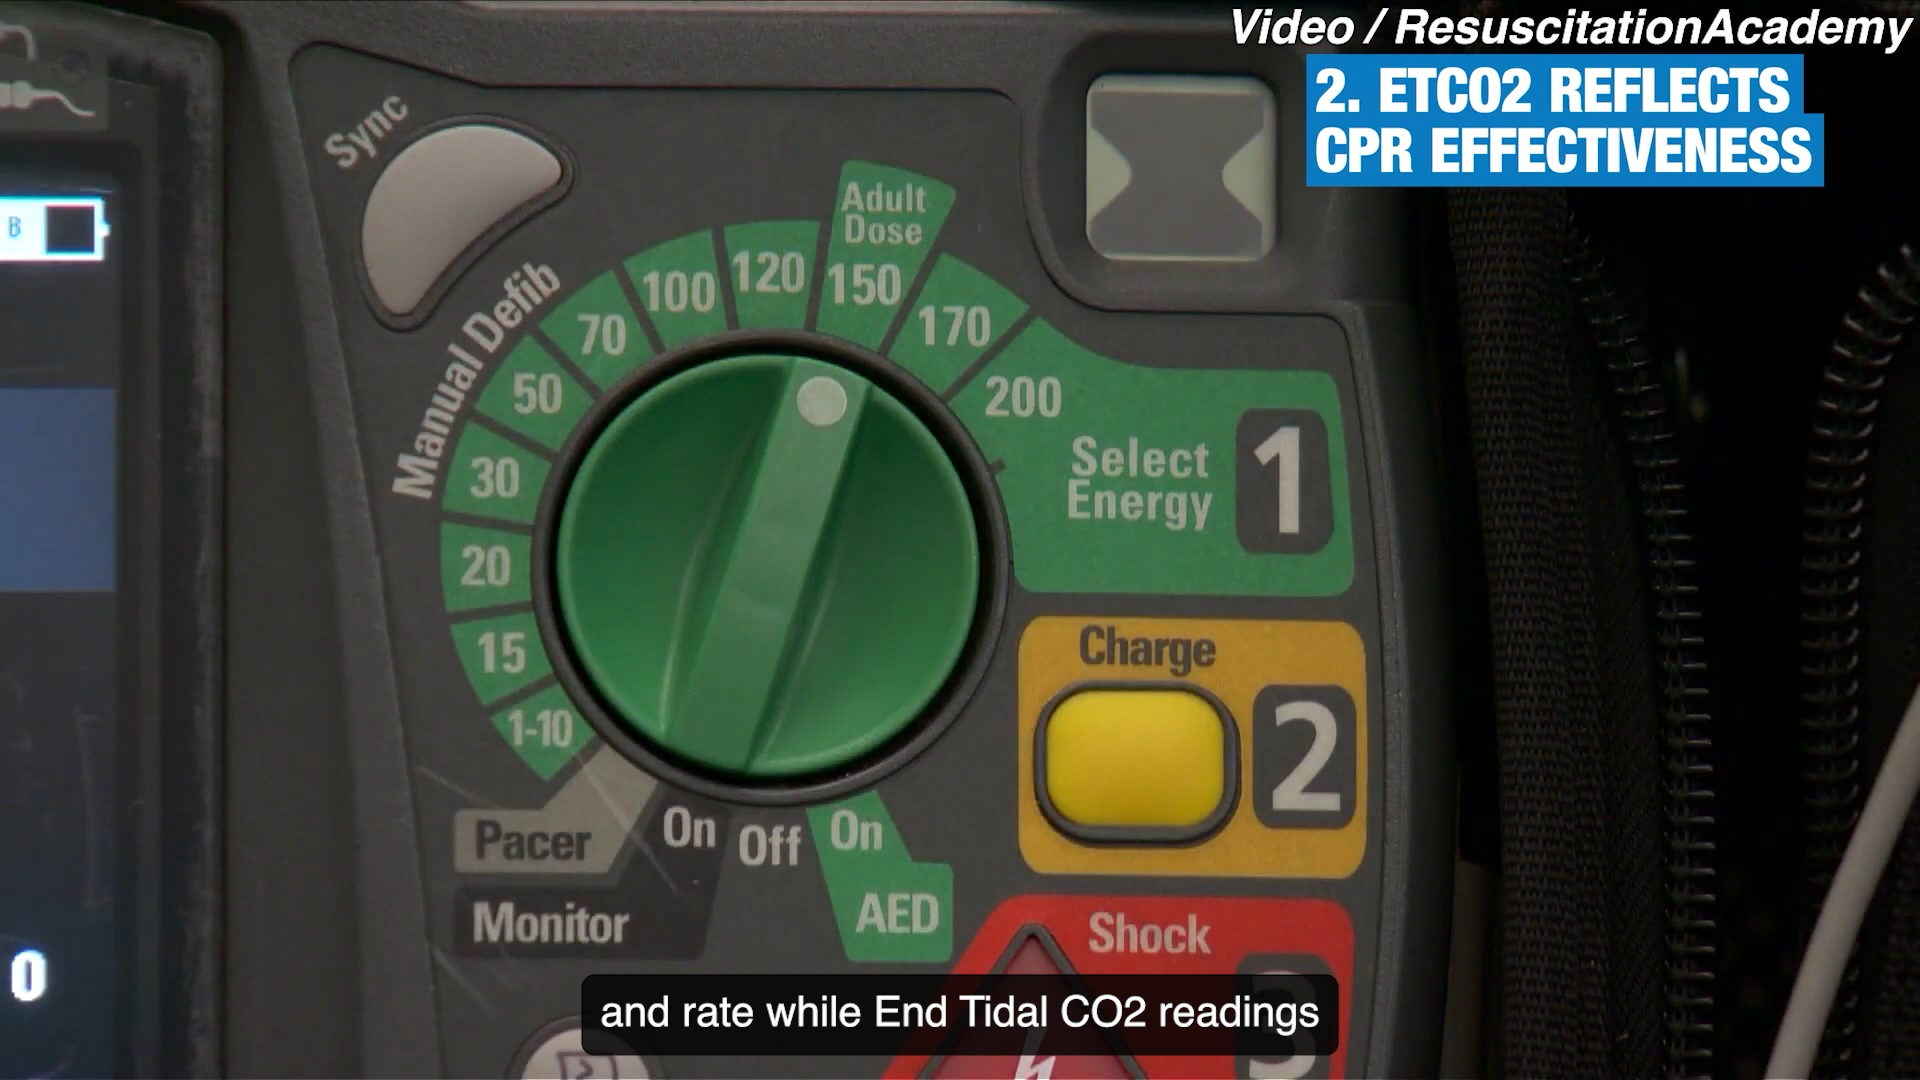 Video / ResuscitationAcademy
2. ETCO2 REFLECTS
CPR EFFECTIVENESS
Sync
B
Adult
Dose
Manual Defib
1-10
15
20
30
50
70
100
120
150
170
200
Select
Energy
1
Charge
2
Pacer
On
Off
On
Monitor
AED
Shock
3
0
and rate while End Tidal CO2 readings